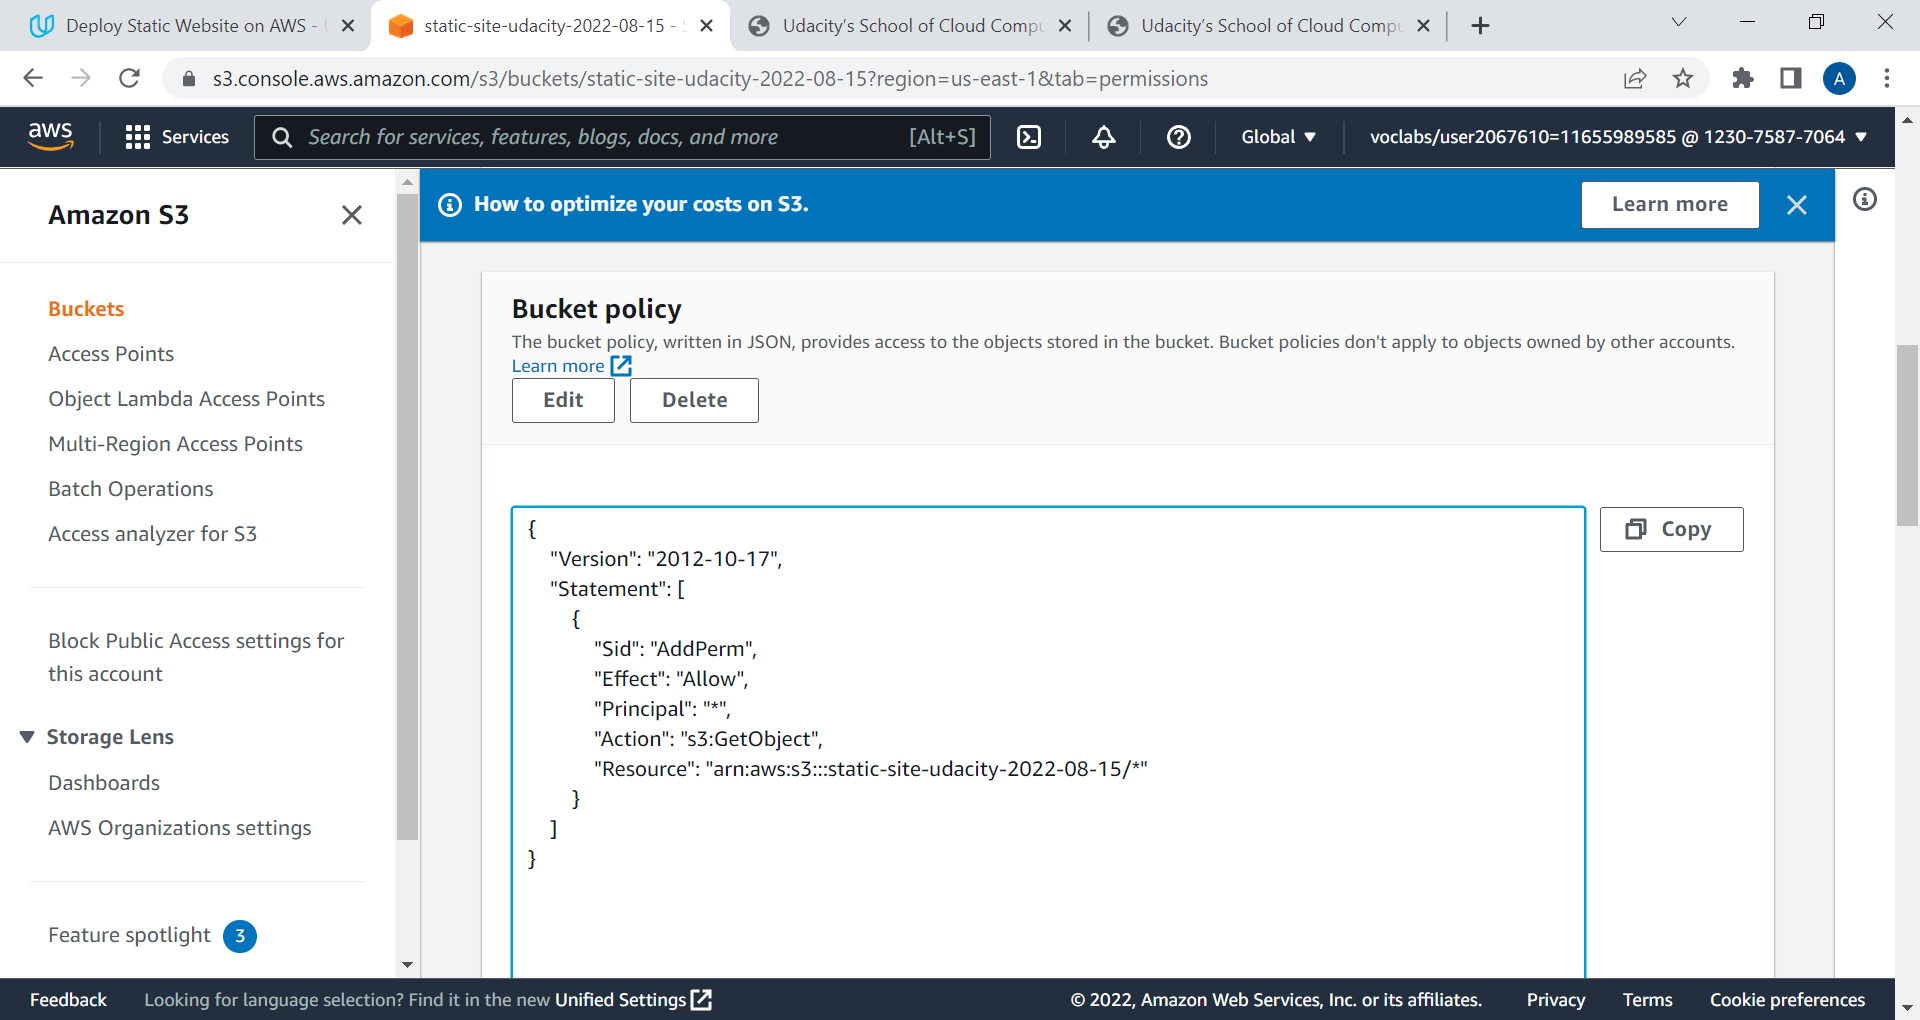 Deploy Static Website on AWS -
static-site-udacity-2022-08-15 -
Udacity’s School of Cloud Comp
Udacity’s School of Cloud Comp
s3.console.aws.amazon.com/s3/buckets/static-site-udacity-2022-08-15?region=us-east-1&tab=permissions
A
aws
Services
Search for services, features, blogs, docs, and more
[Alt+S]
Global
voclabs/user2067610=11655989585 @ 1230-7587-7064
Amazon S3
Buckets
Access Points
Object Lambda Access Points
Multi-Region Access Points
Batch Operations
Access analyzer for S3
Block Public Access settings for
this account
Storage Lens
Dashboards
AWS Organizations settings
Feature spotlight 3
How to optimize your costs on S3.
Learn more
Bucket policy
The bucket policy, written in JSON, provides access to the objects stored in the bucket. Bucket policies don't apply to objects owned by other accounts.
Learn more
Edit
Delete
Copy
{
"Version": "2012-10-17",
"Statement": [
{
"Sid": "AddPerm",
"Effect": "Allow",
"Principal": "*",
"Action": "s3:GetObject",
"Resource": "arn:aws:s3:::static-site-udacity-2022-08-15/*"
}
]
}
Feedback
Looking for language selection? Find it in the new Unified Settings
© 2022, Amazon Web Services, Inc. or its affiliates.
Privacy
Terms
Cookie preferences